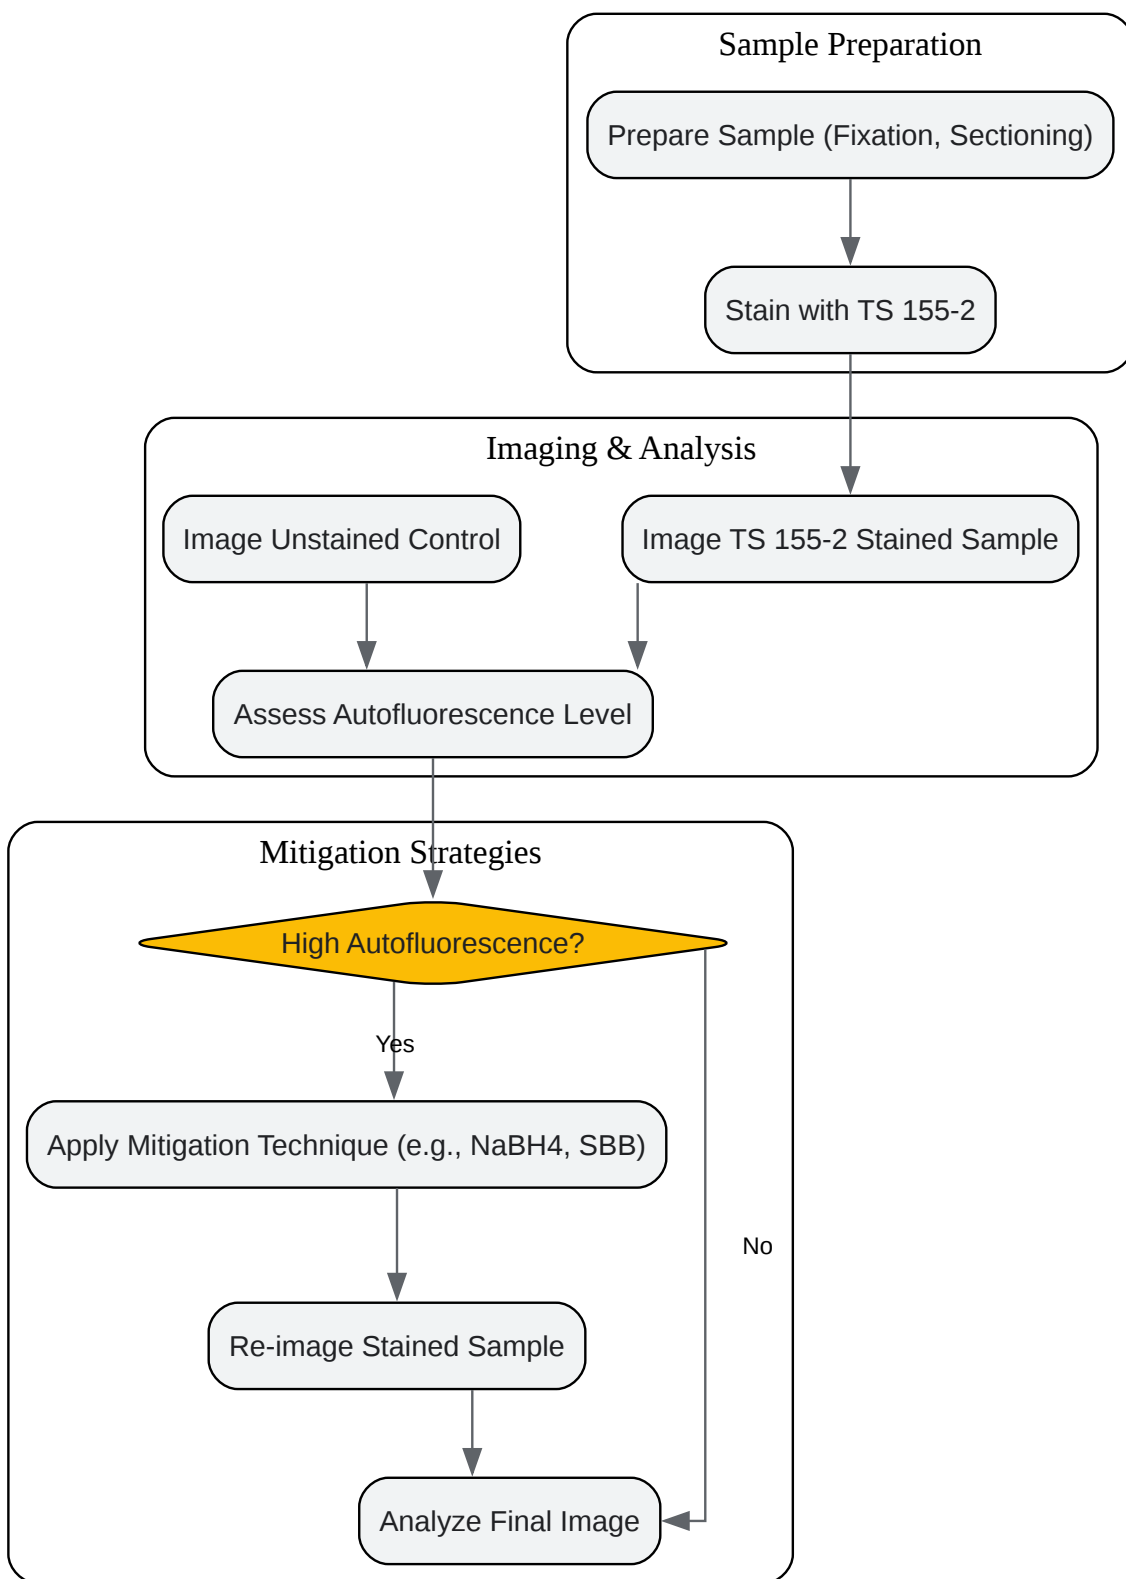 Sample Preparation
Prepare Sample (Fixation, Sectioning)
Stain with TS 155-2
Imaging & Analysis
Image Unstained Control
Image TS 155-2 Stained Sample
Assess Autofluorescence Level
Mitigation Strategies
High Autofluorescence?
Yes
Apply Mitigation Technique (e.g., NaBH4, SBB)
No
Re-image Stained Sample
Analyze Final Image